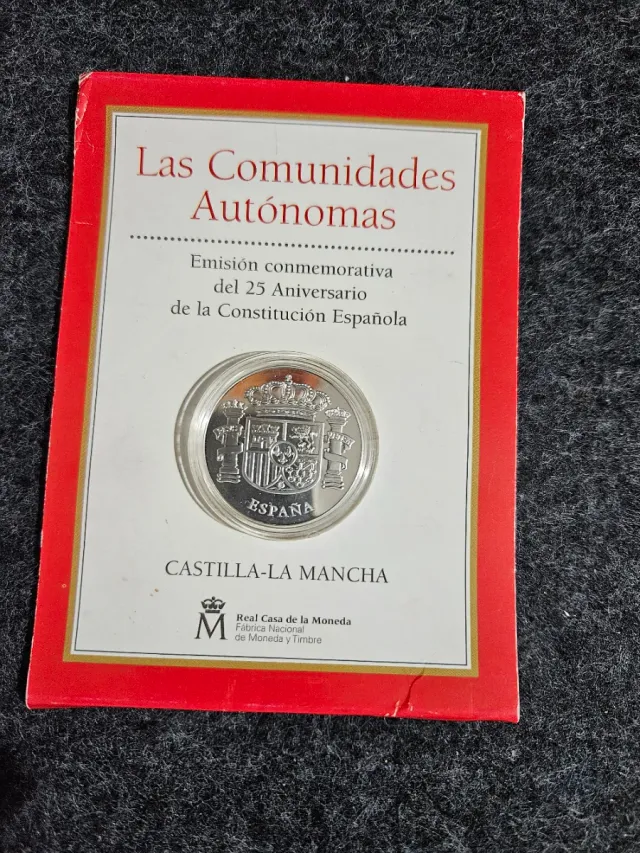 Las Comunidades
Autónomas
Emisión conmemorativa
del 25 Aniversario
de la Constitución Española
ESPAÑA
CASTILLA-LA MANCHA
M
Real Casa de la Moneda
Fábrica Nacional
de Moneda y Timbre